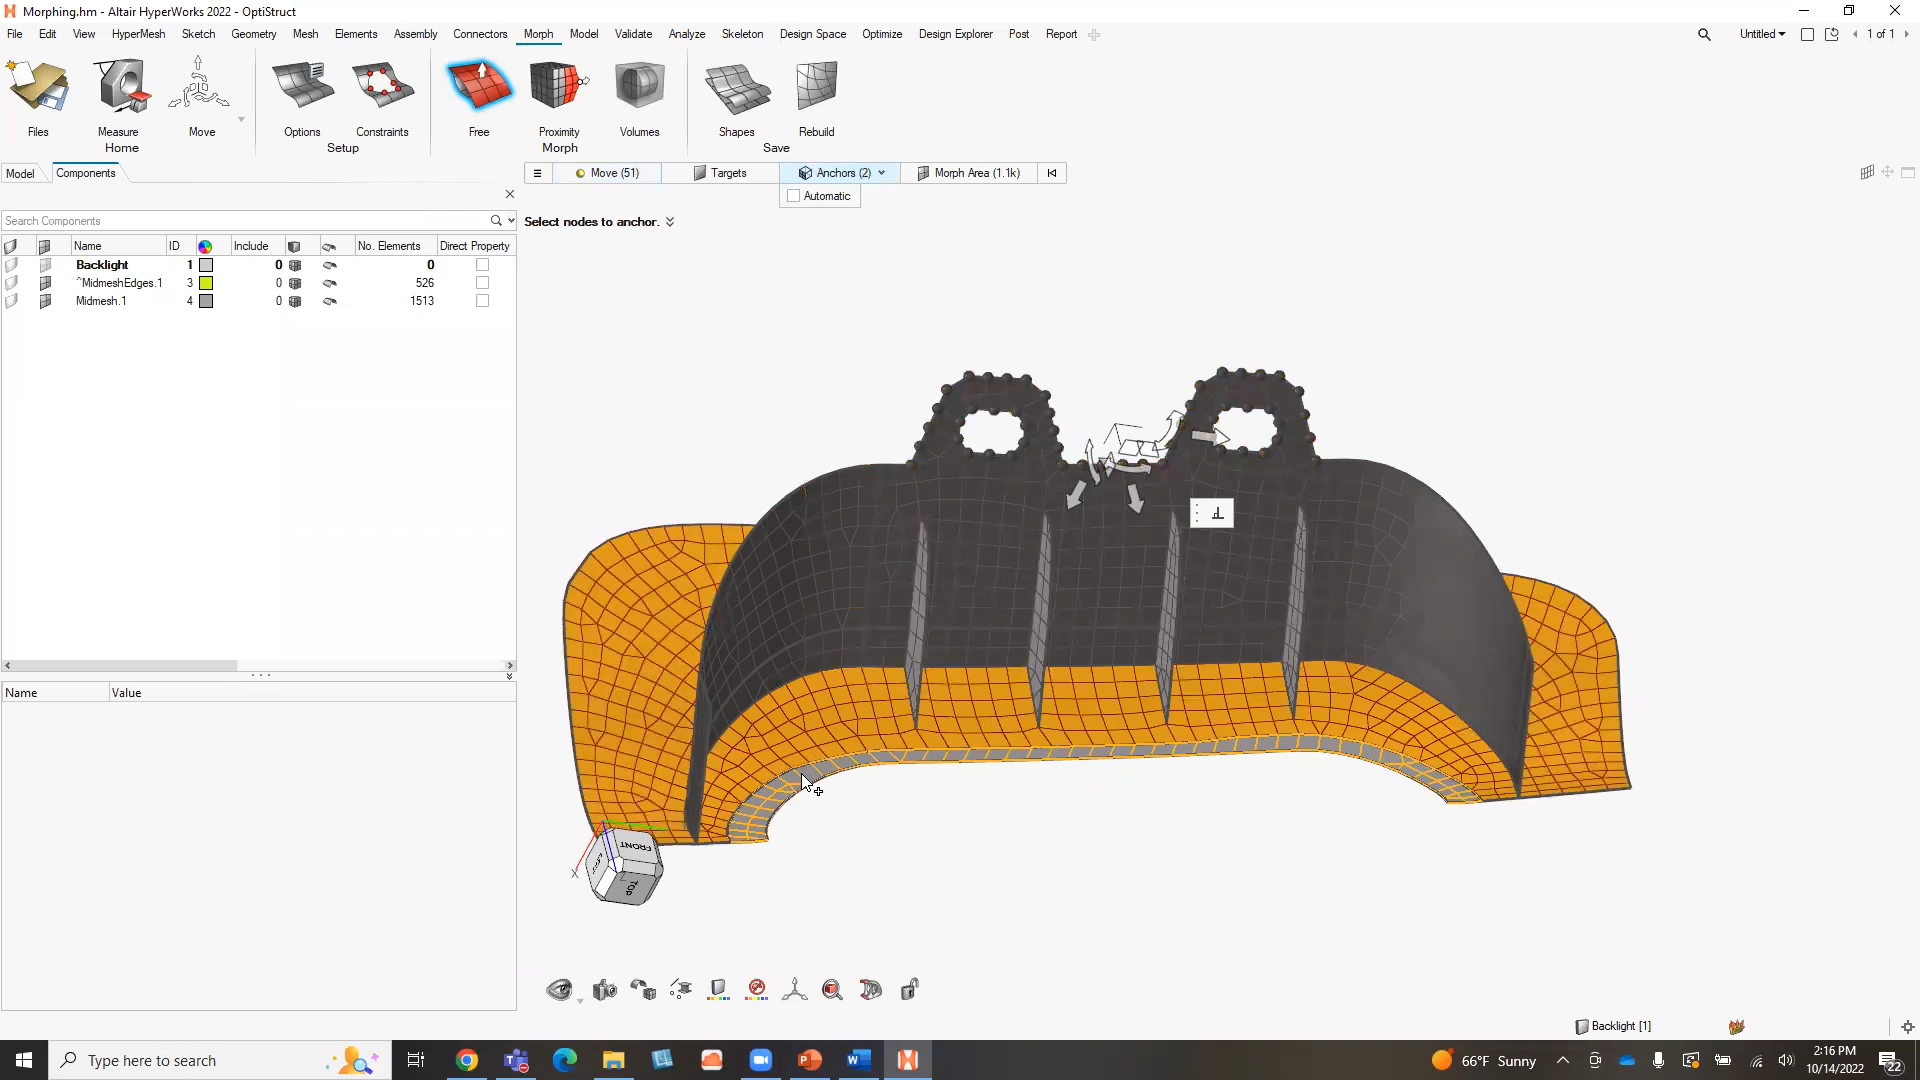 Morphing.hm - Altair HyperWorks 2022 - OptiStruct
File Edit View HyperMesh Sketch Geometry Mesh Elements Assembly Connectors Morph Model Validate Analyze Skeleton Design Space Optimize Design Explorer Post Report Untitled 1 of 1
Files Measure Move Options Constraints Free Proximity Volumes Shapes Rebuild
Home Setup Morph Save
Model Components Move (51) Targets Anchors (2) Morph Area (1.1k)
Automatic
Select nodes to anchor.
Search Components
Name ID Include No. Elements Direct Property
Backlight 1 0 0
^MidmeshEdges.1 3 0 526
Midmesh.1 4 0 1513
Name Value
FRONT
LEFT
TOP
X
Z
Backlight [1]
Type here to search
66°F Sunny
2:16 PM
10/14/2022
22